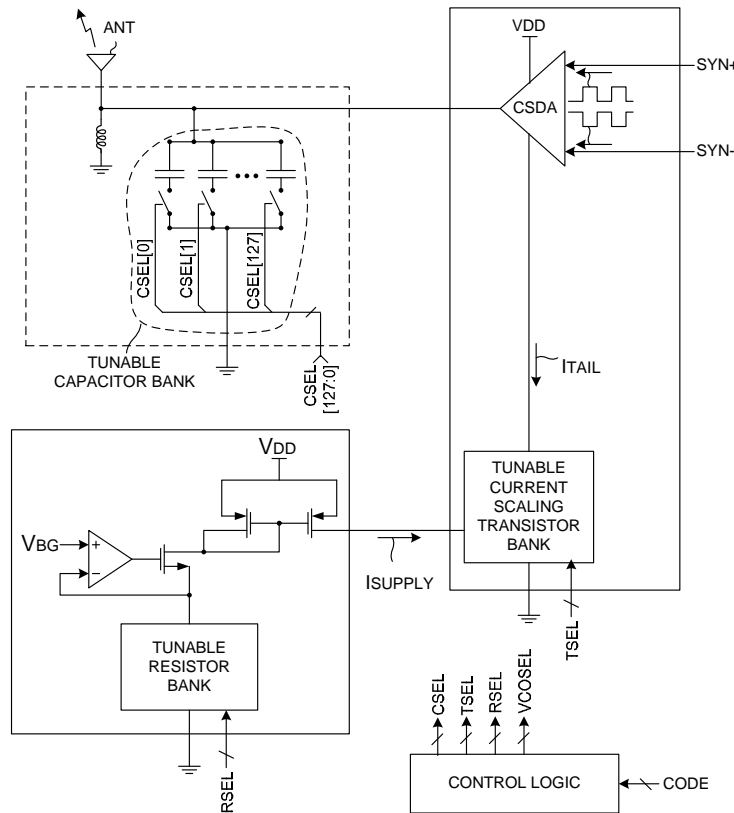 ANT
VDD
CSDA
SYN+
SYN-
CSEL[0]
CSEL[1]
CSEL[127]
TUNABLE
CAPACITOR BANK
CSEL
[127:0]
ITAIL
VDD
VBG
+
−
TUNABLE
RESISTOR
BANK
RSEL
ISUPPLY
TUNABLE
CURRENT
SCALING
TRANSISTOR
BANK
TSEL
CSEL
TSEL
RSEL
VCOSEL
CONTROL LOGIC
CODE